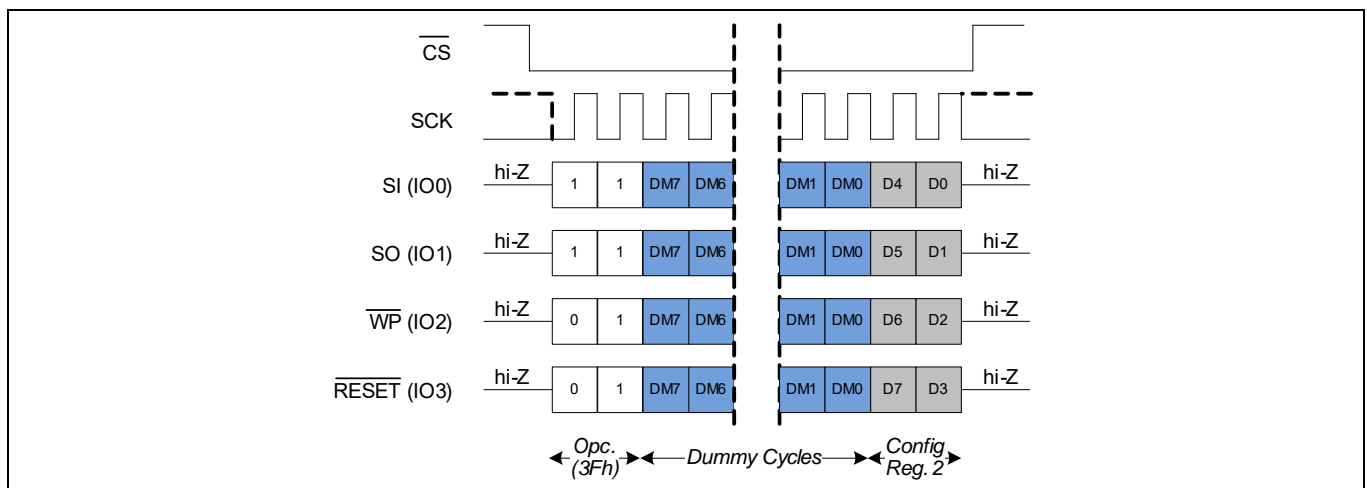 CS
SCK
SI (IO0) hi-Z 1 1 DM7 DM6 DM1 DM0 D4 D0 hi-Z
SO (IO1) hi-Z 1 1 DM7 DM6 DM1 DM0 D5 D1 hi-Z
WP (IO2) hi-Z 0 1 DM7 DM6 DM1 DM0 D6 D2 hi-Z
RESET (IO3) hi-Z 0 1 DM7 DM6 DM1 DM0 D7 D3 hi-Z
Opc. Dummy Cycles Config
(3Fh) Reg. 2